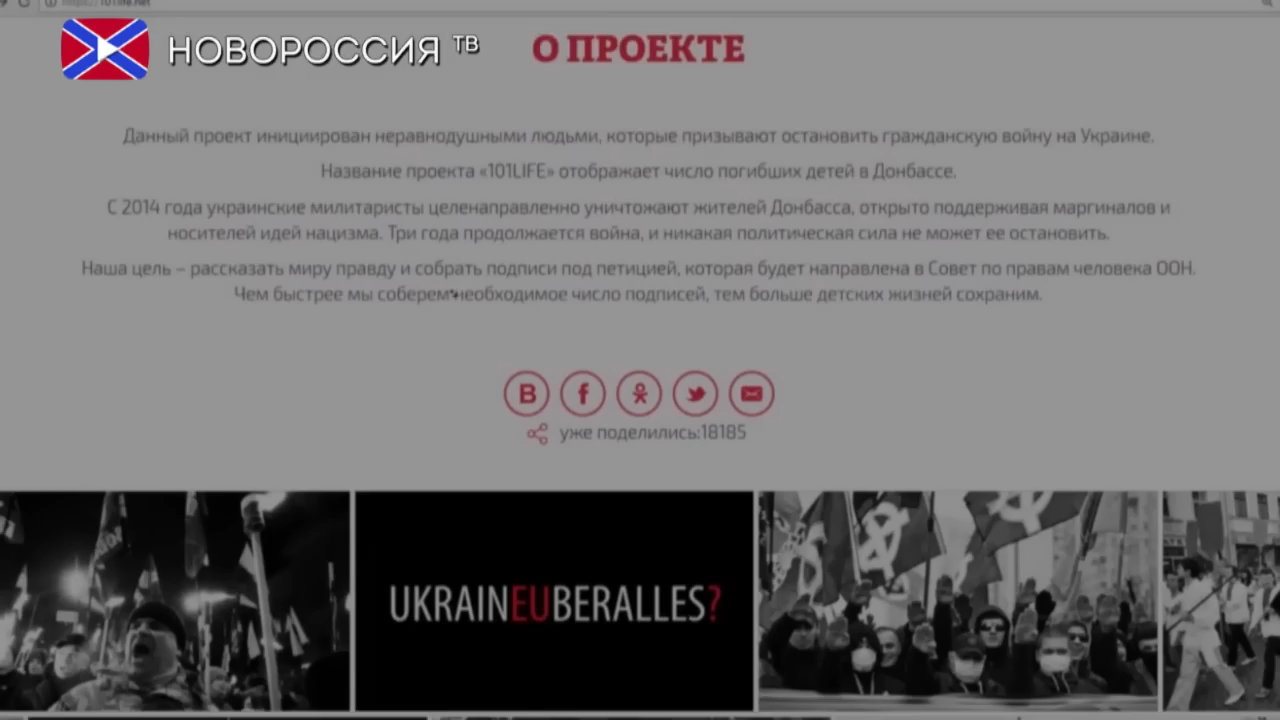 НОВОРОССИЯ ТВ
О ПРОЕКТЕ
Данный проект инициирован неравнодушными людьми, которые призывают остановить гражданскую войну на Украине.
Название проекта «101LIFE» отображает число погибших детей в Донбассе.
С 2014 года украинские милитаристы целенаправленно уничтожают жителей Донбасса, открыто поддерживая маргиналов и
носителей идей нацизма. Три года продолжается война, и никакая политическая сила не может ее остановить.
Наша цель – рассказать миру правду и собрать подписи под петицией, которая будет направлена в Совет по правам человека ООН.
Чем быстрее мы соберем необходимое число подписей, тем больше детских жизней сохраним.
уже поделились:18185
UKRAINEUBERALLES?